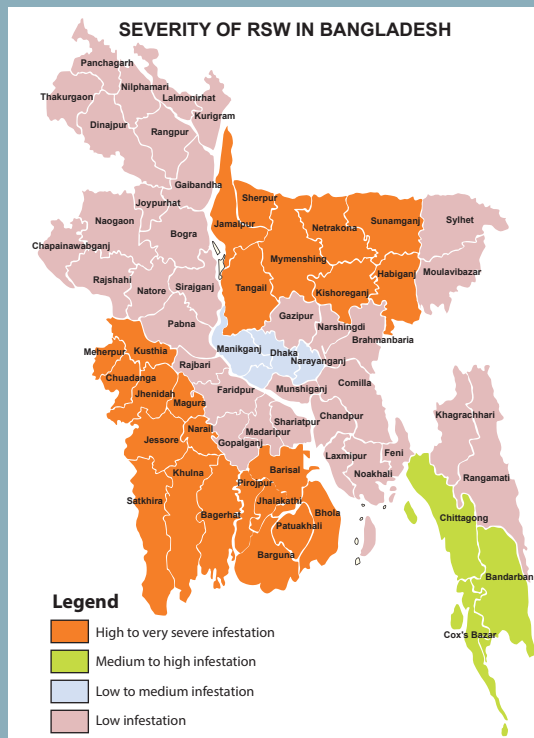 SEVERITY OF RSW IN BANGLADESH
Panchagarh
Nilphamari
Thakurgaon
Lalmonirhat
Kurigram
Dinajpur
Rangpur
Gaibandha
Sherpur
Joypurhat
Naogaon
Jamalpur
Netrakona
Sunamganj
Sylhet
Bogra
Chapainawabganj
Mymenshing
Habiganj
Moulavibazar
Rajshahi
Natore
Sirajganj
Tangail
Kishoreganj
Gazipur
Pabna
Narshingdi
Brahmanbaria
Meherpur
Kusthia
Manikganj
Dhaka
Narayanganj
Rajbari
Chuadanga
Jhenidah
Faridpur
Munshiganj
Comilla
Magura
Shariatpur
Chandpur
Khagrachhari
Narail
Madaripur
Jessore
Gopalganj
Laxmipur
Feni
Khulna
Barisal
Noakhali
Rangamati
Pirojpur
Satkhira
Jhalakathi
Bagerhat
Bhola
Patuakhali
Chittagong
Barguna
Bandarban
Cox's Bazar
Legend
High to very severe infestation
Medium to high infestation
Low to medium infestation
Low infestation